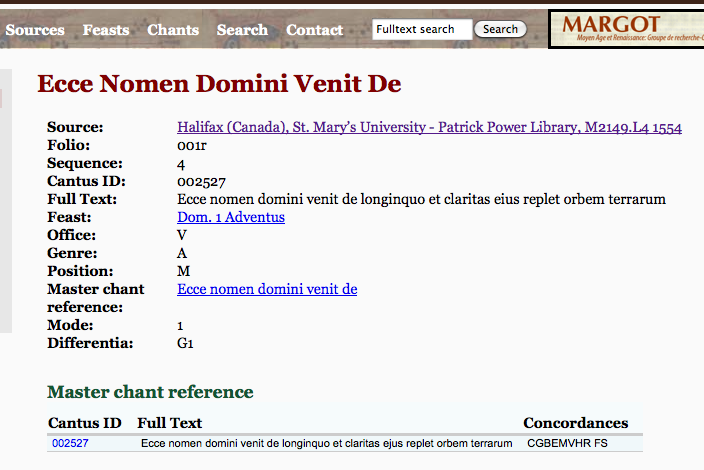 Sources Feasts Chants Search Contact Fulltext search Search MARGOT
Moyen Age et Renaissance: Groupe de recherche-O
Ecce Nomen Domini Venit De
Source: Halifax (Canada), St. Mary's University - Patrick Power Library, M2149.L4 1554
Folio: 001r
Sequence: 4
Cantus ID: 002527
Full Text: Ecce nomen domini venit de longinquo et claritas eius replet orbem terrarum
Feast: Dom. 1 Adventus
Office: V
Genre: A
Position: M
Master chant Ecce nomen domini venit de
reference:
Mode: 1
Differentia: G1
Master chant reference
Cantus ID Full Text Concordances
002527 Ecce nomen domini venit de longinquo et claritas ejus replet orbem terrarum CGBEMVHR FS